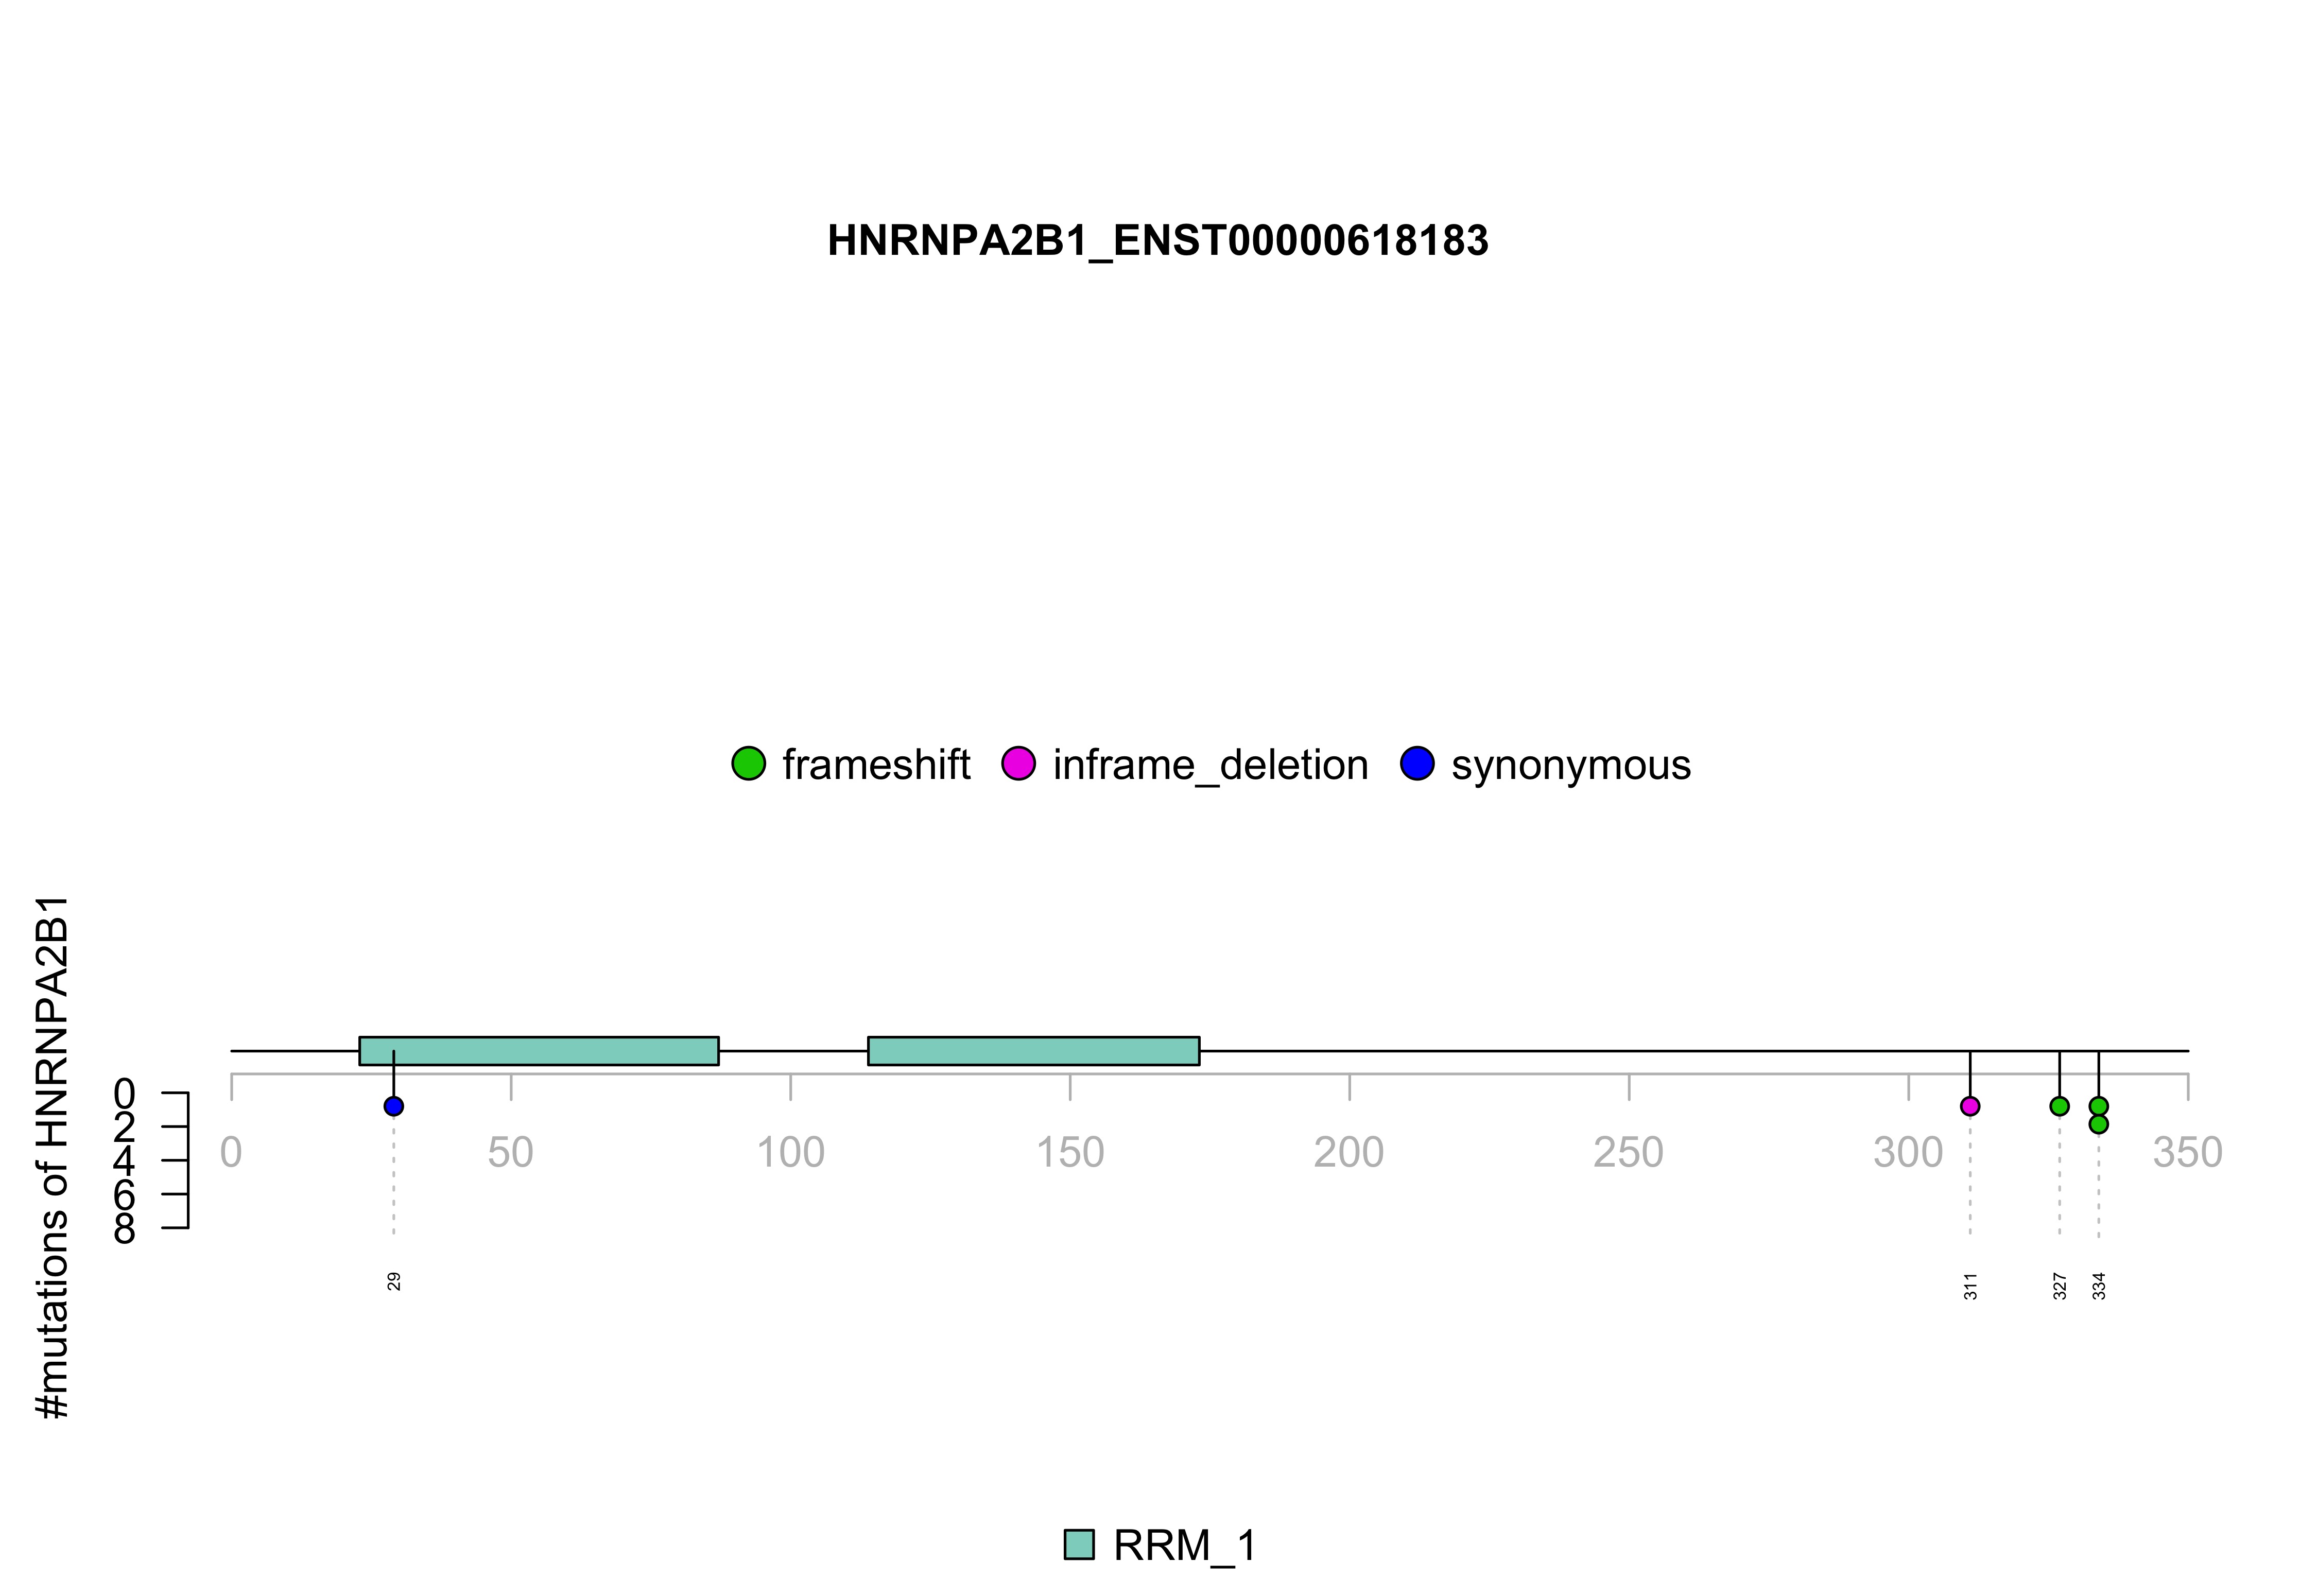 HNRNPA2B1_ENST00000618183
frameshift inframe_deletion synonymous
#mutations of HNRNPA2B1
0
2
4
6
8
0 50 100 150 200 250 300 350
29 311 327 334
RRM_1